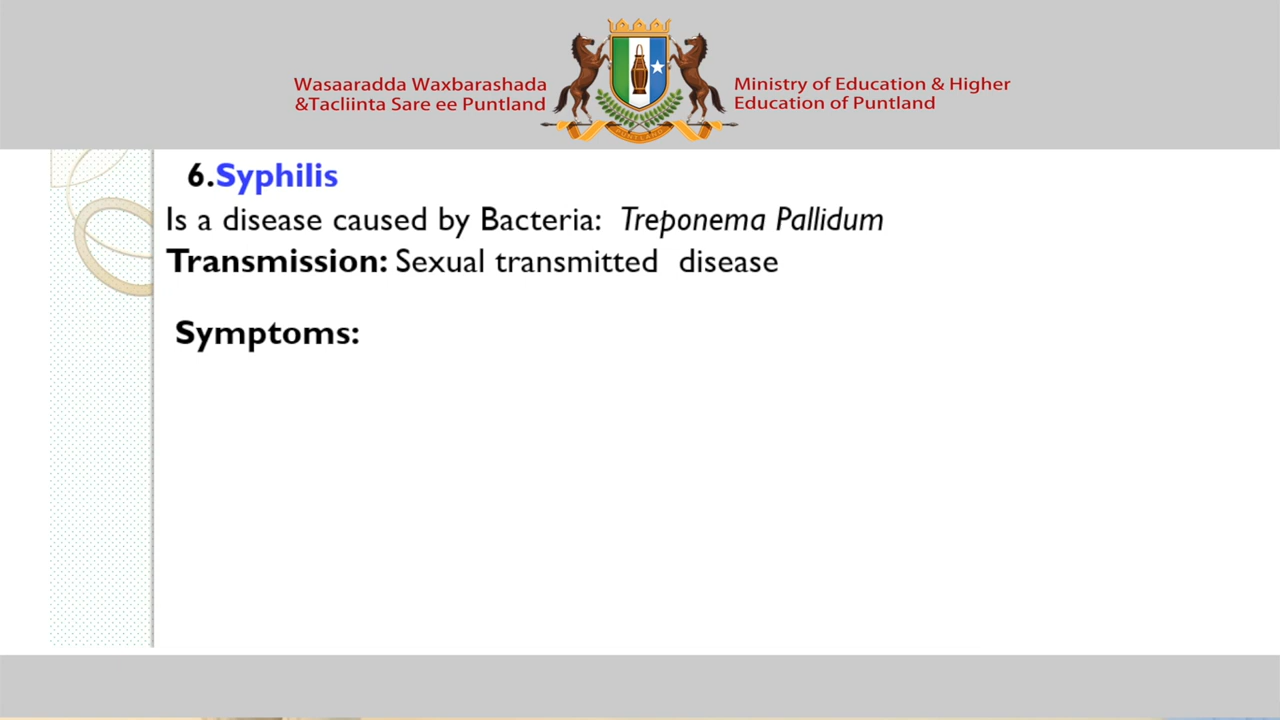 Wasaaradda Waxbarashada
&Tacliinta Sare ee Puntland
Ministry of Education & Higher
Education of Puntland
6.Syphilis
Is a disease caused by Bacteria: Treponema Pallidum
Transmission: Sexual transmitted disease
Symptoms: